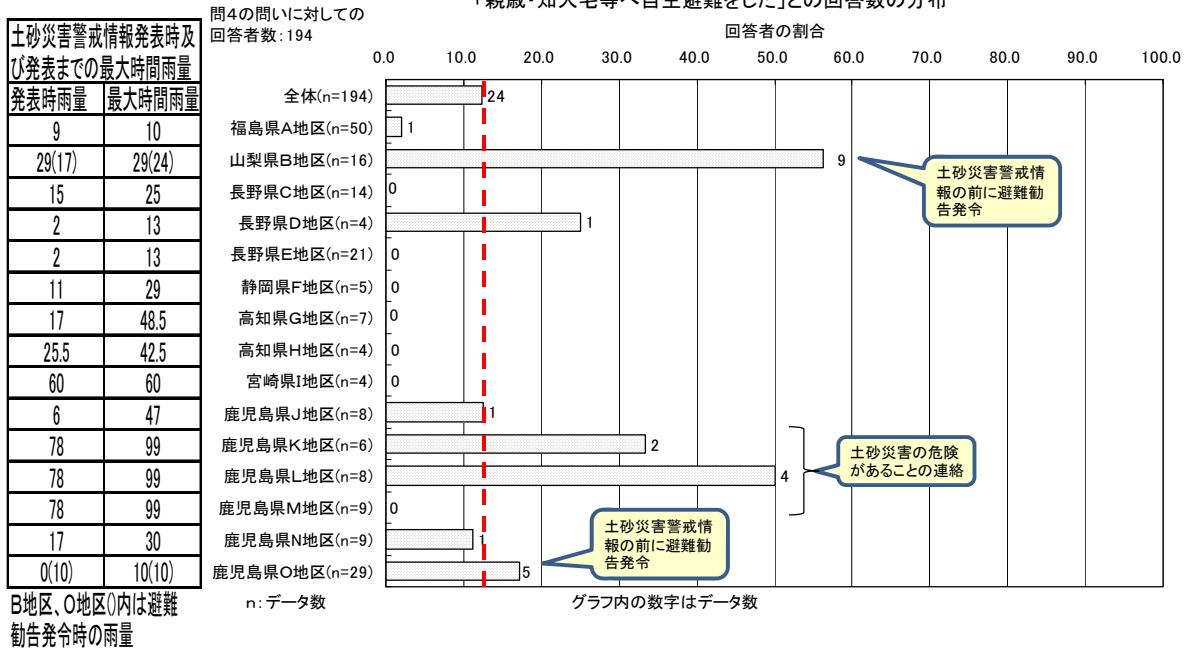 「親戚・知人宅等へ自主避難をした」との回答数の分布
問4の問いに対しての
回答者数：194
土砂災害警戒情報発表時及
び発表までの最大時間雨量
発表時雨量 最大時間雨量
9 10
29(17) 29(24)
15 25
2 13
2 13
11 29
17 48.5
25.5 42.5
60 60
6 47
78 99
78 99
78 99
17 30
0(10) 10(10)
B地区、O地区()内は避難
勧告発令時の雨量
回答者の割合
0.0 10.0 20.0 30.0 40.0 50.0 60.0 70.0 80.0 90.0 100.0
全体(n=194) 24
福島県A地区(n=50) 1
山梨県B地区(n=16) 9
長野県C地区(n=14) 0
長野県D地区(n=4) 1
長野県E地区(n=21) 0
静岡県F地区(n=5) 0
高知県G地区(n=7) 0
高知県H地区(n=4) 0
宮崎県I地区(n=4) 0
鹿児島県J地区(n=8) 1
鹿児島県K地区(n=6) 2
鹿児島県L地区(n=8) 4
鹿児島県M地区(n=9) 0
鹿児島県N地区(n=9) 1
鹿児島県O地区(n=29) 5
土砂災害警戒情
報の前に避難勧
告発令
土砂災害の危険
があることの連絡
土砂災害警戒情
報の前に避難勧
告発令
n：データ数
グラフ内の数字はデータ数